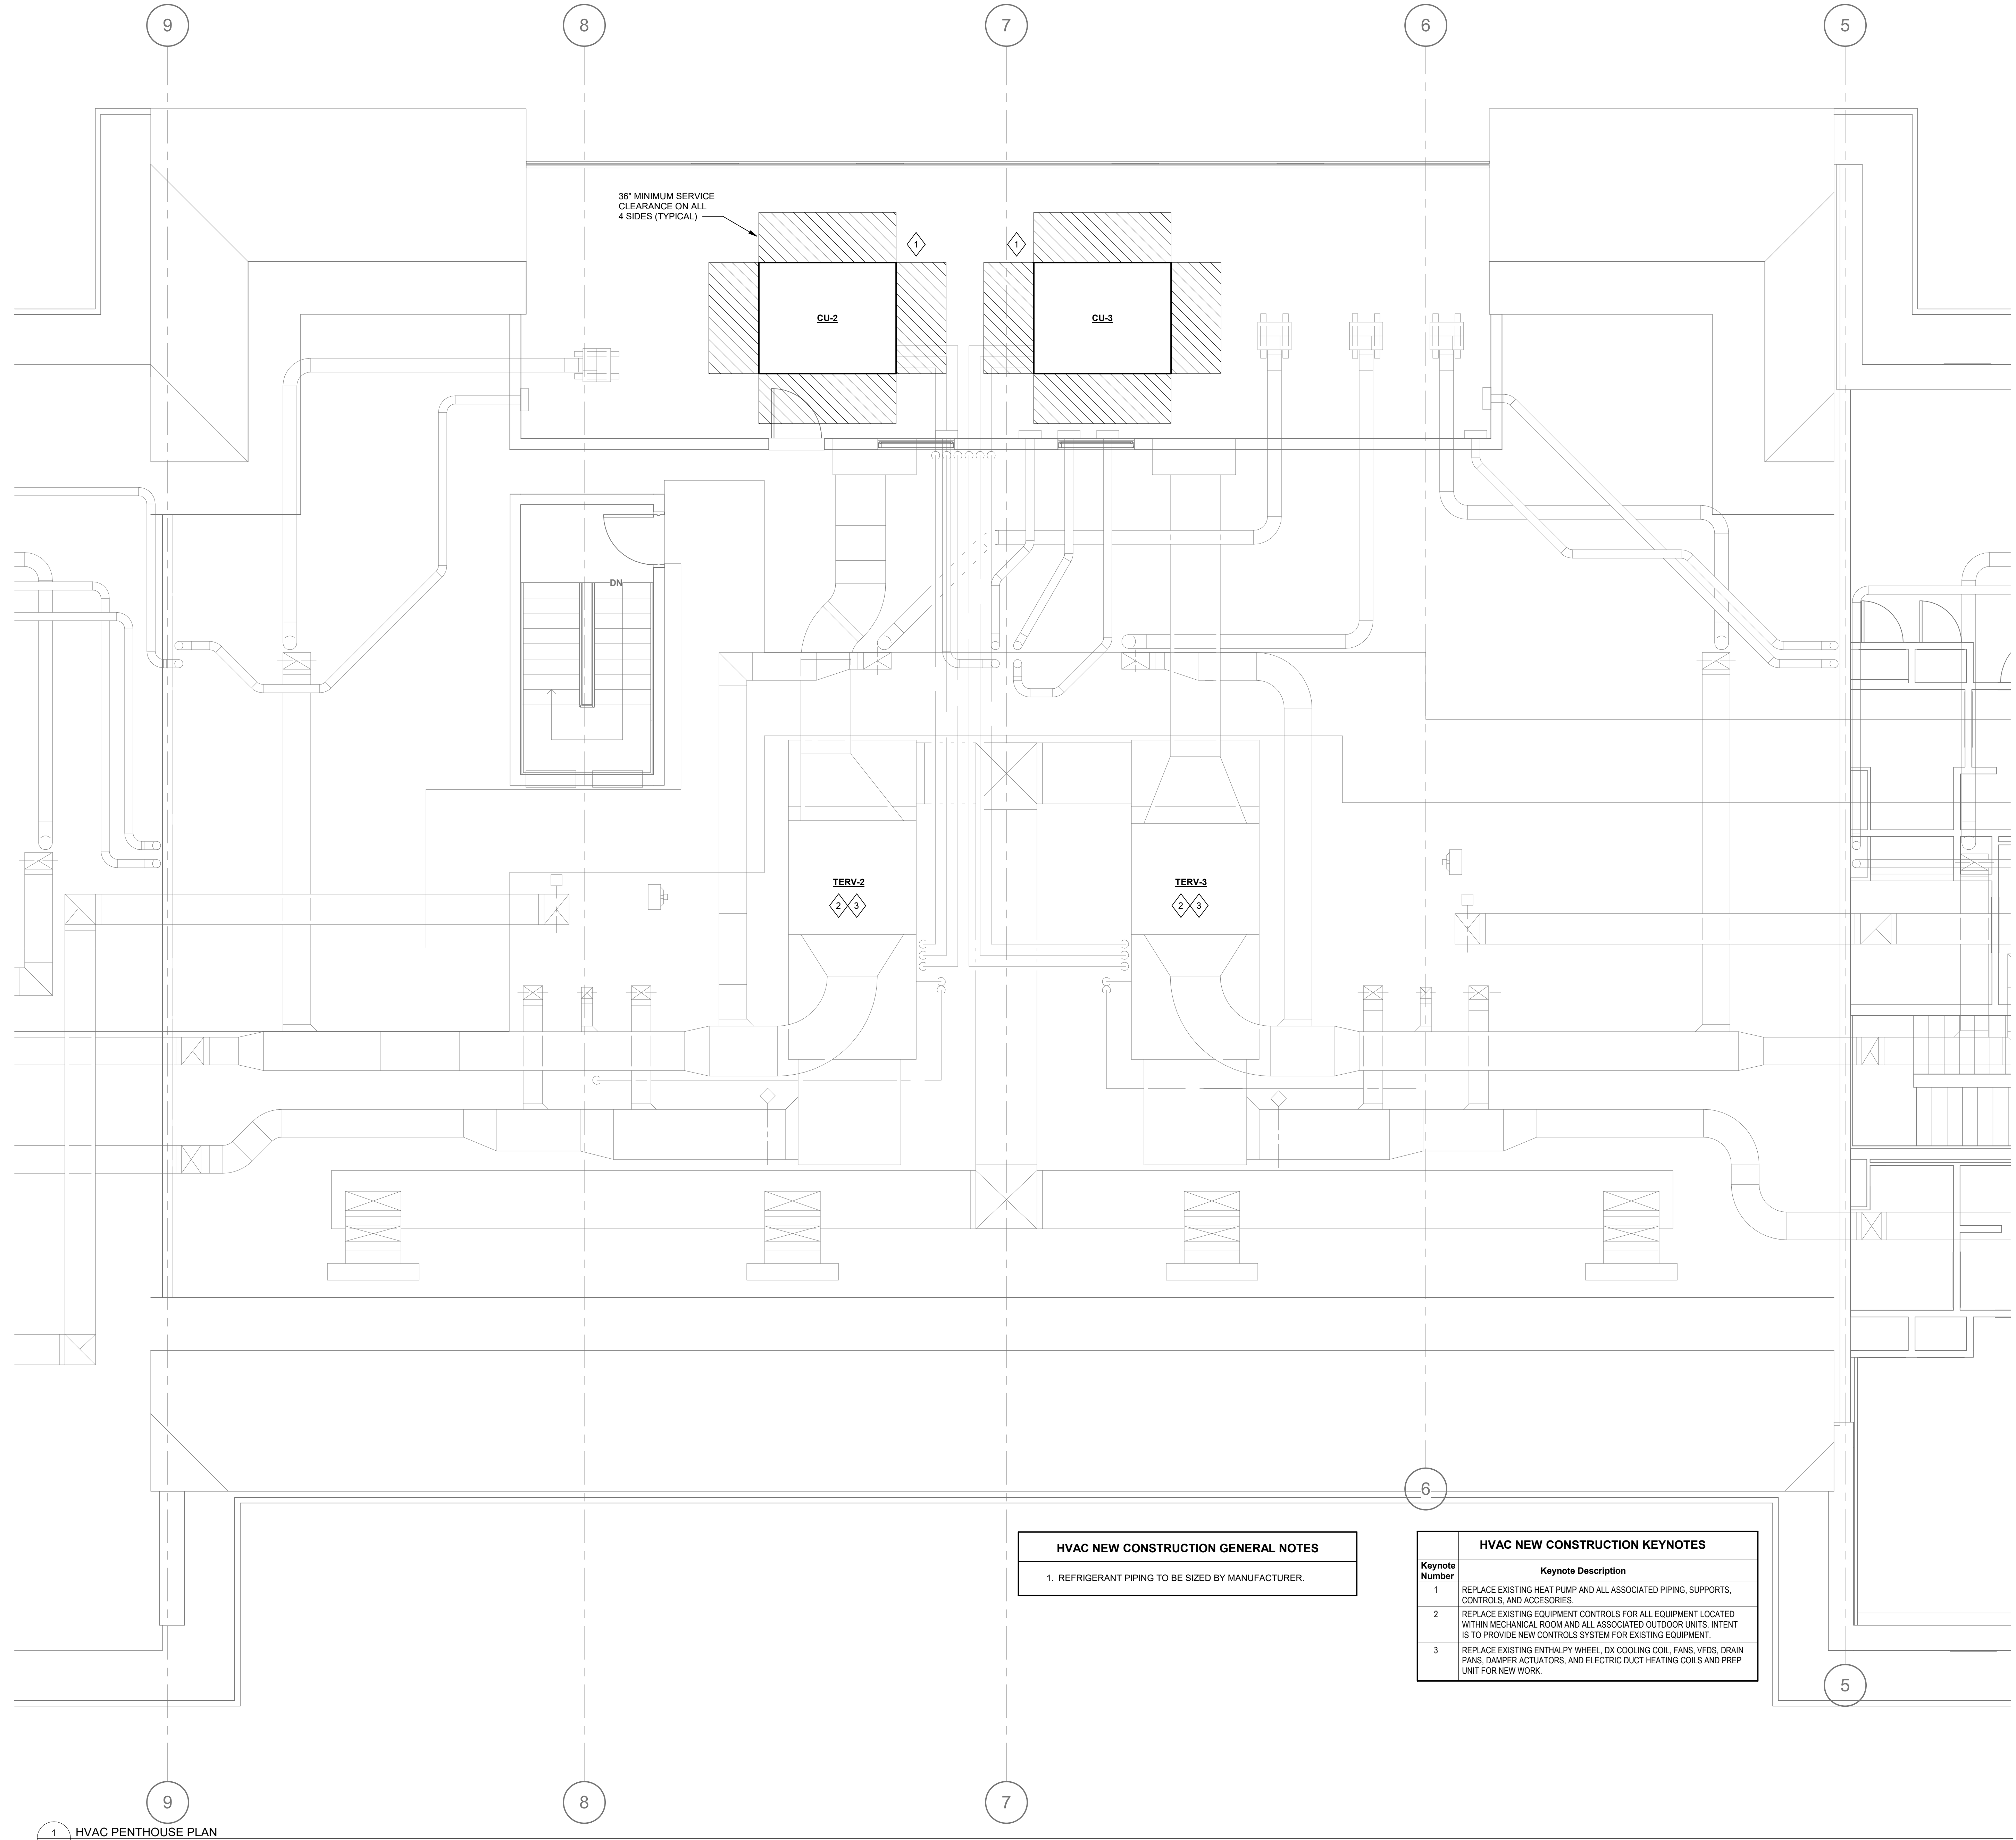 9
8
7
6
5
36" MINIMUM SERVICE
CLEARANCE ON ALL
4 SIDES (TYPICAL)
1
1
CU-2
CU-3
DN
TERV-2
2
3
TERV-3
2
3
6
HVAC NEW CONSTRUCTION GENERAL NOTES
1. REFRIGERANT PIPING TO BE SIZED BY MANUFACTURER.
HVAC NEW CONSTRUCTION KEYNOTES
Keynote
Number
Keynote Description
1
REPLACE EXISTING HEAT PUMP AND ALL ASSOCIATED PIPING, SUPPORTS,
CONTROLS, AND ACCESORIES.
2
REPLACE EXISTING EQUIPMENT CONTROLS FOR ALL EQUIPMENT LOCATED
WITHIN MECHANICAL ROOM AND ALL ASSOCIATED OUTDOOR UNITS. INTENT
IS TO PROVIDE NEW CONTROLS SYSTEM FOR EXISTING EQUIPMENT.
3
REPLACE EXISTING ENTHALPY WHEEL, DX COOLING COIL, FANS, VFDS, DRAIN
PANS, DAMPER ACTUATORS, AND ELECTRIC DUCT HEATING COILS AND PREP
UNIT FOR NEW WORK.
5
9
8
7
1
HVAC PENTHOUSE PLAN